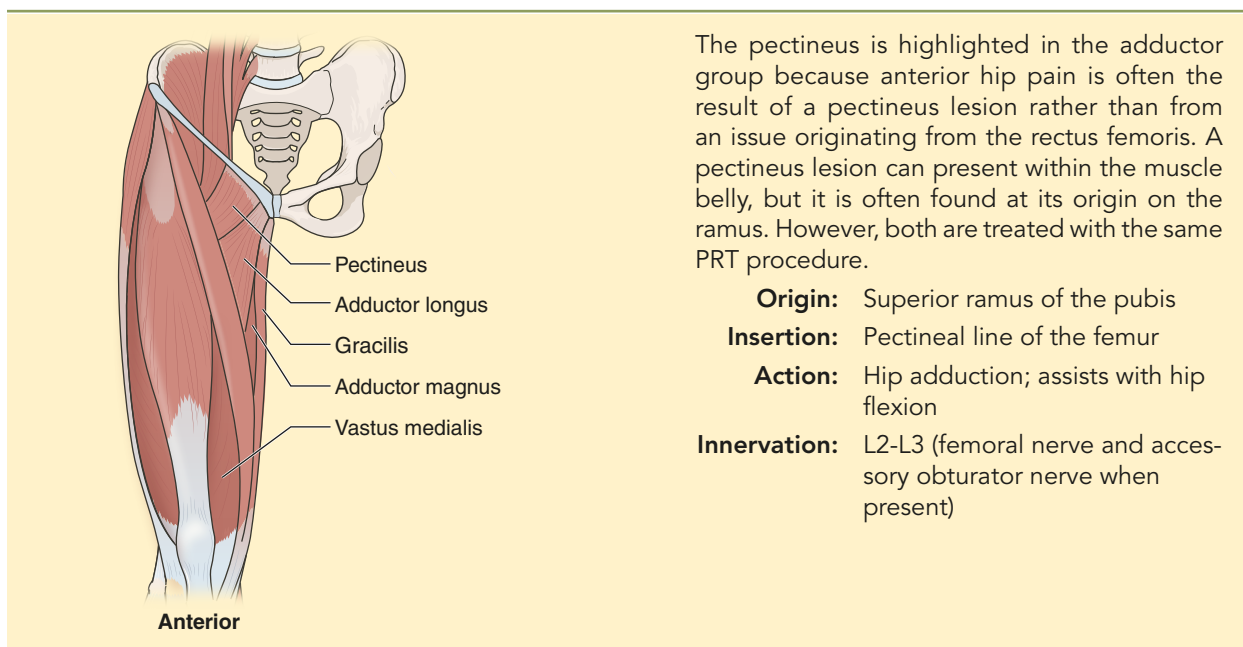 Pectineus
Adductor longus
Gracilis
Adductor magnus
Vastus medialis
Anterior
The pectineus is highlighted in the adductor
group because anterior hip pain is often the
result of a pectineus lesion rather than from
an issue originating from the rectus femoris. A
pectineus lesion can present within the muscle
belly, but it is often found at its origin on the
ramus. However, both are treated with the same
PRT procedure.
Origin: Superior ramus of the pubis
Insertion: Pectineal line of the femur
Action: Hip adduction; assists with hip
flexion
Innervation: L2-L3 (femoral nerve and acces-
sory obturator nerve when
present)